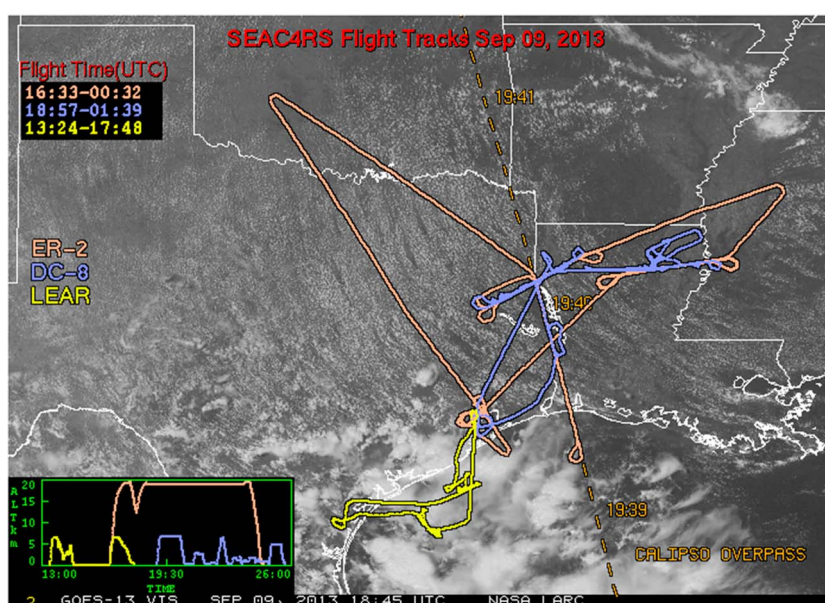 SEAC4RS Flight Tracks Sep 09, 2013
Flight Time(UTC)
16:33-00:32
18:57-01:39
13:24-17:48
19:41
ER-2
DC-8
LEAR
19:40
19:39
CALIPSO OVERPASS
ALTkm
20
15
10
5
0
13:00 19:30 26:00
TIME
2 GOES-13 VIS SEP 09, 2013 18:45 UTC NASA LARC